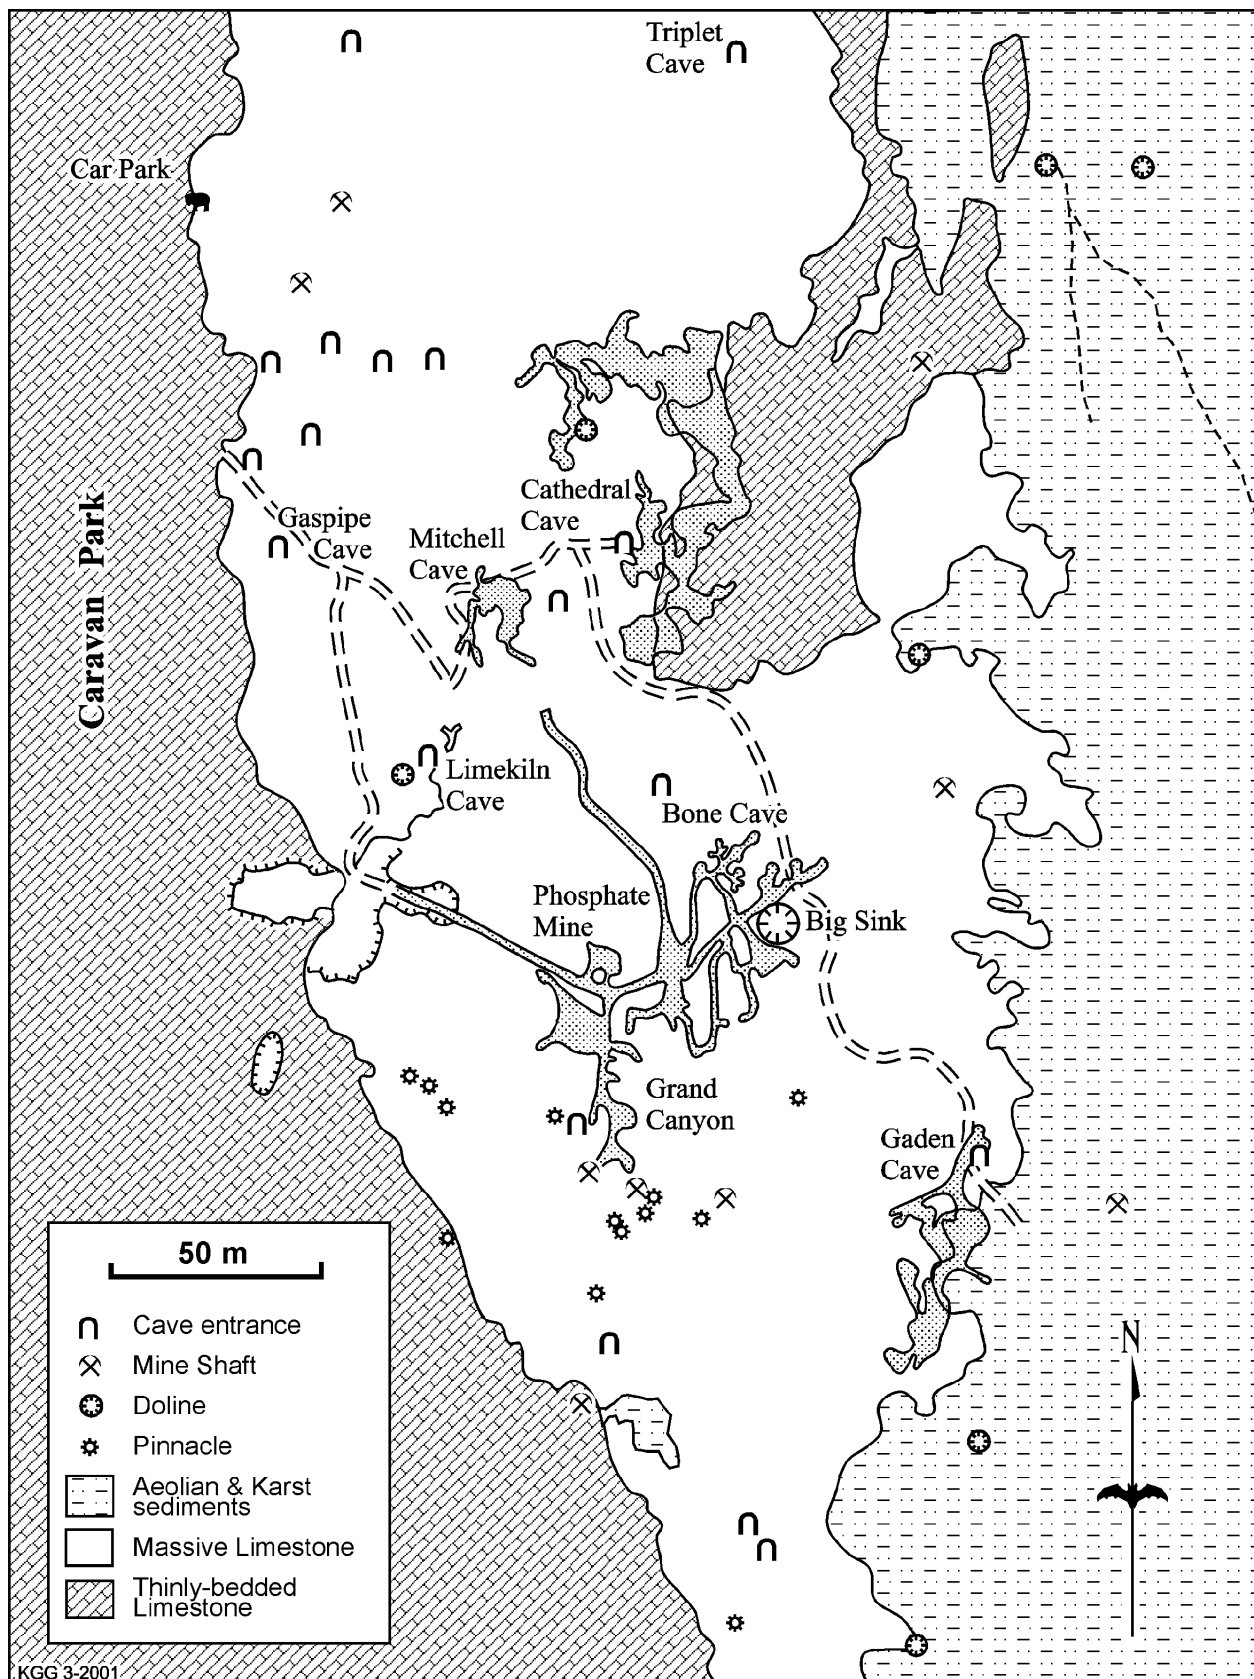 Triplet
Cave
Car Park
Cathedral
Cave
Gaspipe
Cave
Mitchell
Cave
Caravan Park
Limekiln
Cave
Bone Cave
Phosphate
Mine
Big Sink
Grand
Canyon
Gaden
Cave
50 m
Cave entrance
Mine Shaft
Doline
Pinnacle
Aeolian & Karst
sediments
Massive Limestone
Thinly-bedded
Limestone
N
KGG 3-2001